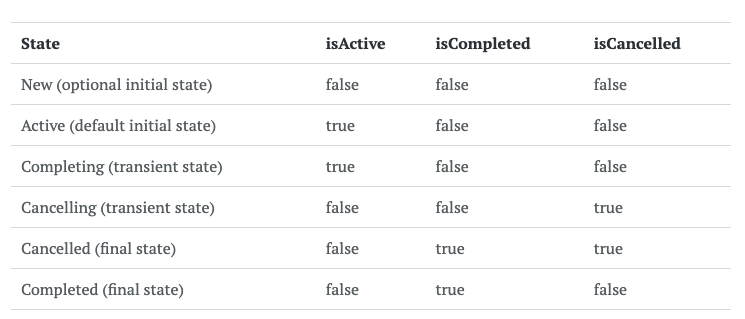 State isActive isCompleted isCancelled
New (optional initial state) false false false
Active (default initial state) true false false
Completing (transient state) true false false
Cancelling (transient state) false false true
Cancelled (final state) false true true
Completed (final state) false true false